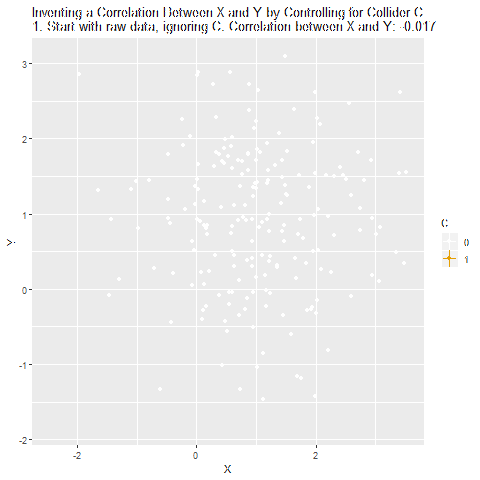 Inventing a Correlation Between X and Y by Controlling for Collider C
1. Start with raw data, ignoring C. Correlation between X and Y: -0.017
3
2
1
0
-1
-2
Y
-2
0
2
X
C
0
1